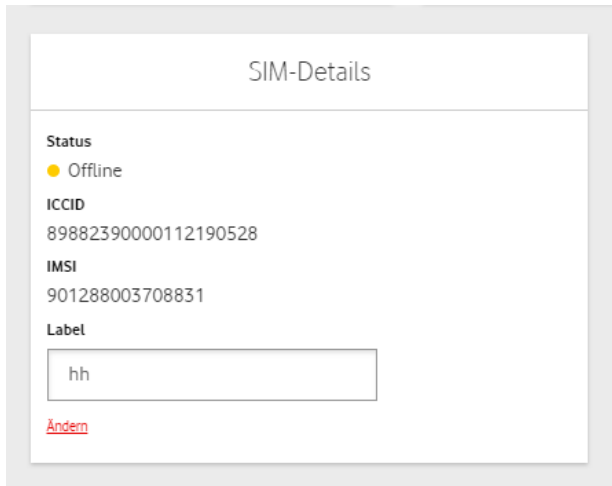 SIM-Details
Status
Offline
ICCID
89882390000112190528
IMSI
901288003708831
Label
hh
Ändern